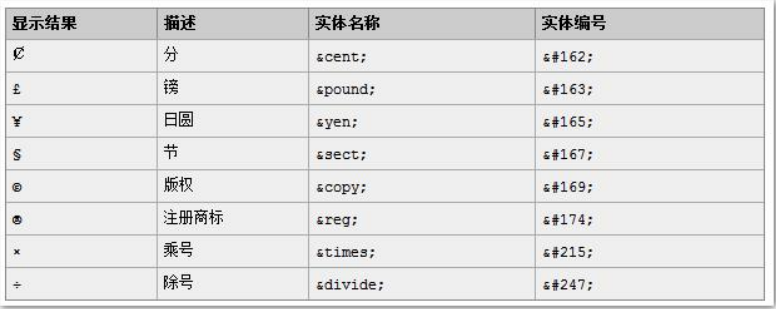 显示结果 描述 实体名称 实体编号
¢ 分 &cent; &#162;
£ 镑 &pound; &#163;
¥ 日圆 &yen; &#165;
§ 节 &sect; &#167;
© 版权 &copy; &#169;
® 注册商标 &reg; &#174;
× 乘号 &times; &#215;
÷ 除号 &divide; &#247;